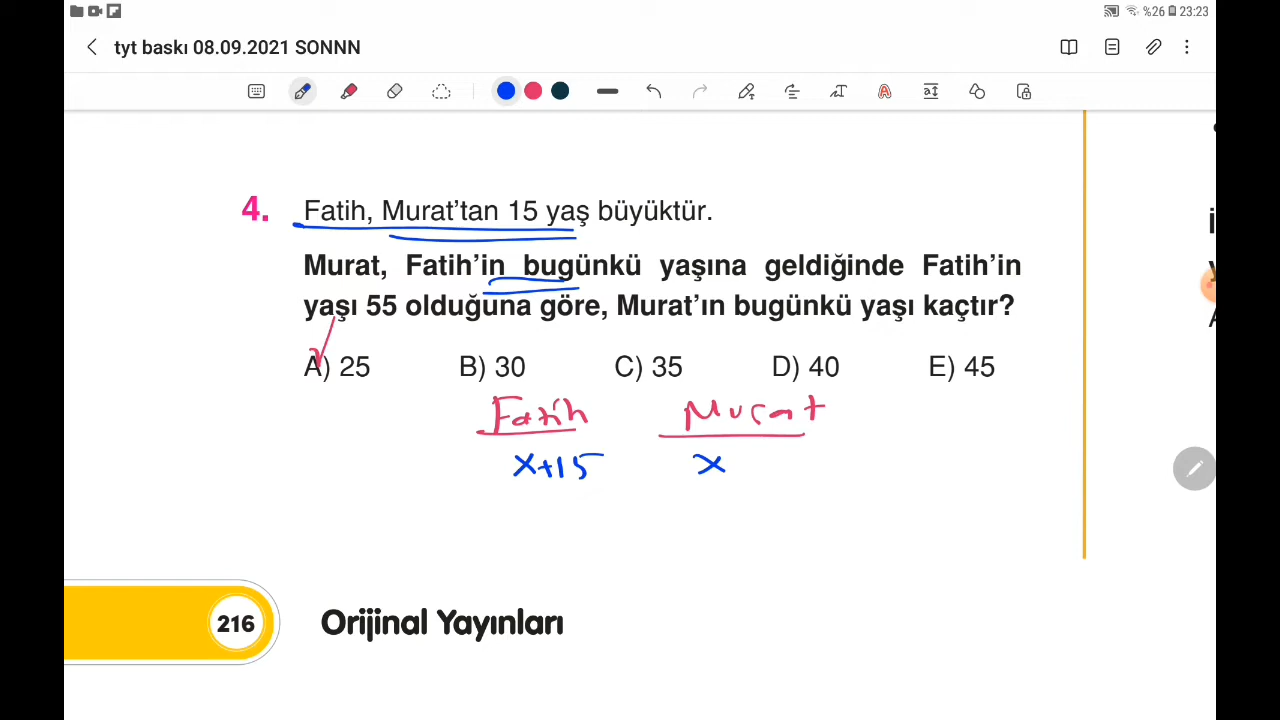 %26 23:23
tyt baskı 08.09.2021 SONNN
4. Fatih, Murat'tan 15 yaş büyüktür.
Murat, Fatih'in bugünkü yaşına geldiğinde Fatih'in
yaşı 55 olduğuna göre, Murat'ın bugünkü yaşı kaçtır?
A) 25 B) 30 C) 35 D) 40 E) 45
Fatih Murat
x+15 x
216 Orijinal Yayınları